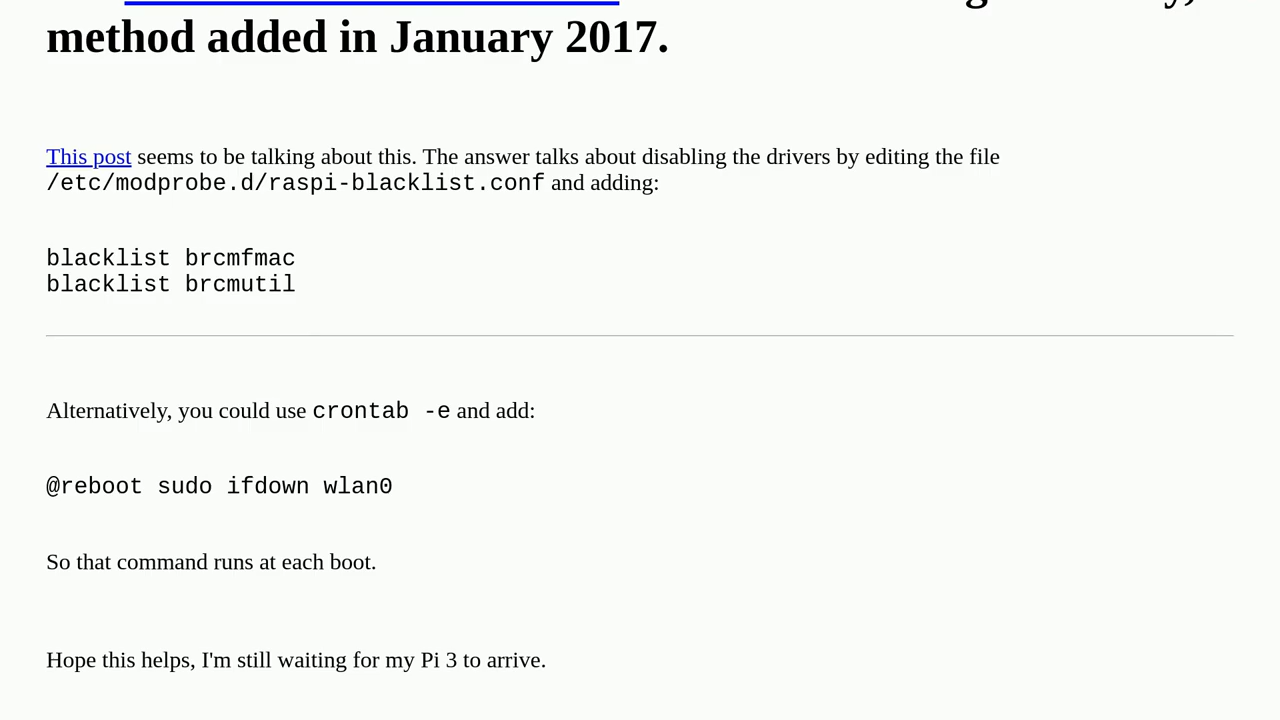 method added in January 2017.
This post seems to be talking about this. The answer talks about disabling the drivers by editing the file
/etc/modprobe.d/raspi-blacklist.conf and adding:
blacklist brcmfmac
blacklist brcmutil
Alternatively, you could use crontab -e and add:
@reboot sudo ifdown wlan0
So that command runs at each boot.
Hope this helps, I'm still waiting for my Pi 3 to arrive.